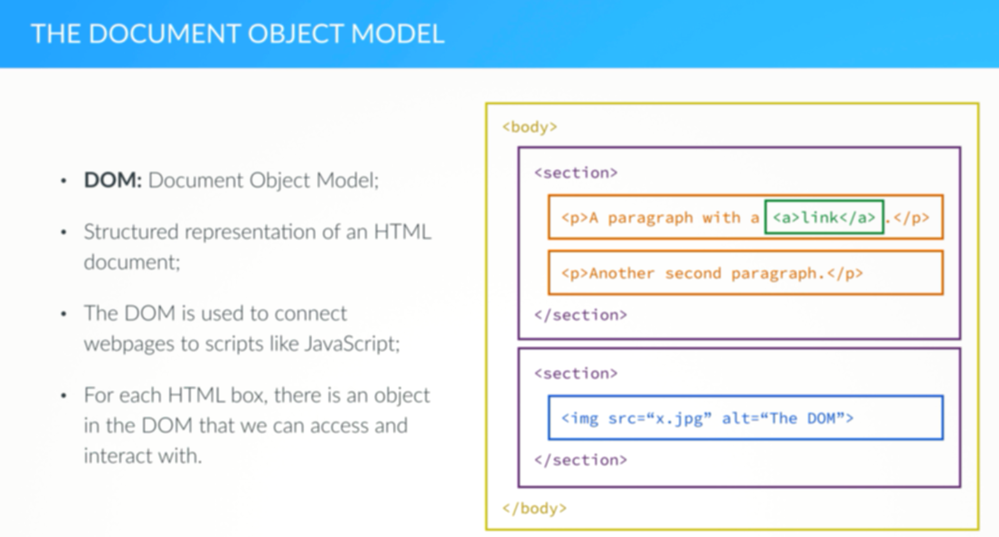 THE DOCUMENT OBJECT MODEL
• DOM: Document Object Model;
• Structured representation of an HTML
document;
• The DOM is used to connect
webpages to scripts like JavaScript;
• For each HTML box, there is an object
in the DOM that we can access and
interact with.
<body>
<section>
<p>A paragraph with a <a>link</a>.</p>
<p>Another second paragraph.</p>
</section>
<section>
<img src=“x.jpg” alt=“The DOM”>
</section>
</body>